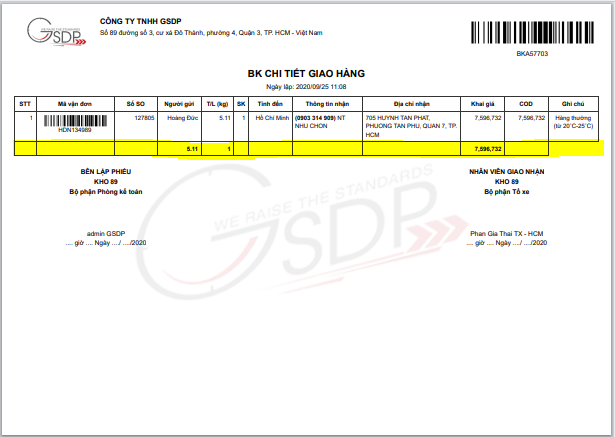 WE RAISE THE STANDARDS
GSDP
CÔNG TY TNHH GSDP
Số 89 đường số 3, cư xá Đô Thành, phường 4, Quận 3, TP. HCM - Việt Nam
BKA57703
BK CHI TIẾT GIAO HÀNG
Ngày lập: 2020/09/25 11:08
STT Mã vận đơn Số SO Người gửi T/L (kg) SK Tỉnh đến Thông tin nhận Địa chỉ nhận Khai giá COD Ghi chú
1 HDN134989 127805 Hoàng Đức 5.11 1 Hồ Chí Minh (0903 314 909) NT 705 HUYNH TAN PHAT, 7,596,732 7,596,732 Hàng thường
NHU CHON PHUONG TAN PHU, QUAN 7, TP. (từ 20˚C-25˚C)
HCM
5.11 1 7,596,732
BÊN LẬP PHIẾU NHÂN VIÊN GIAO NHẬN
KHO 89 KHO 89
Bộ phận Phòng kế toán Bộ phận Tổ xe
WE RAISE THE STANDARDS
GSDP
admin GSDP Phan Gia Thai TX - HCM
.... giờ .... Ngày ..../ ..../2020 .... giờ .... Ngày ..../ ..../2020